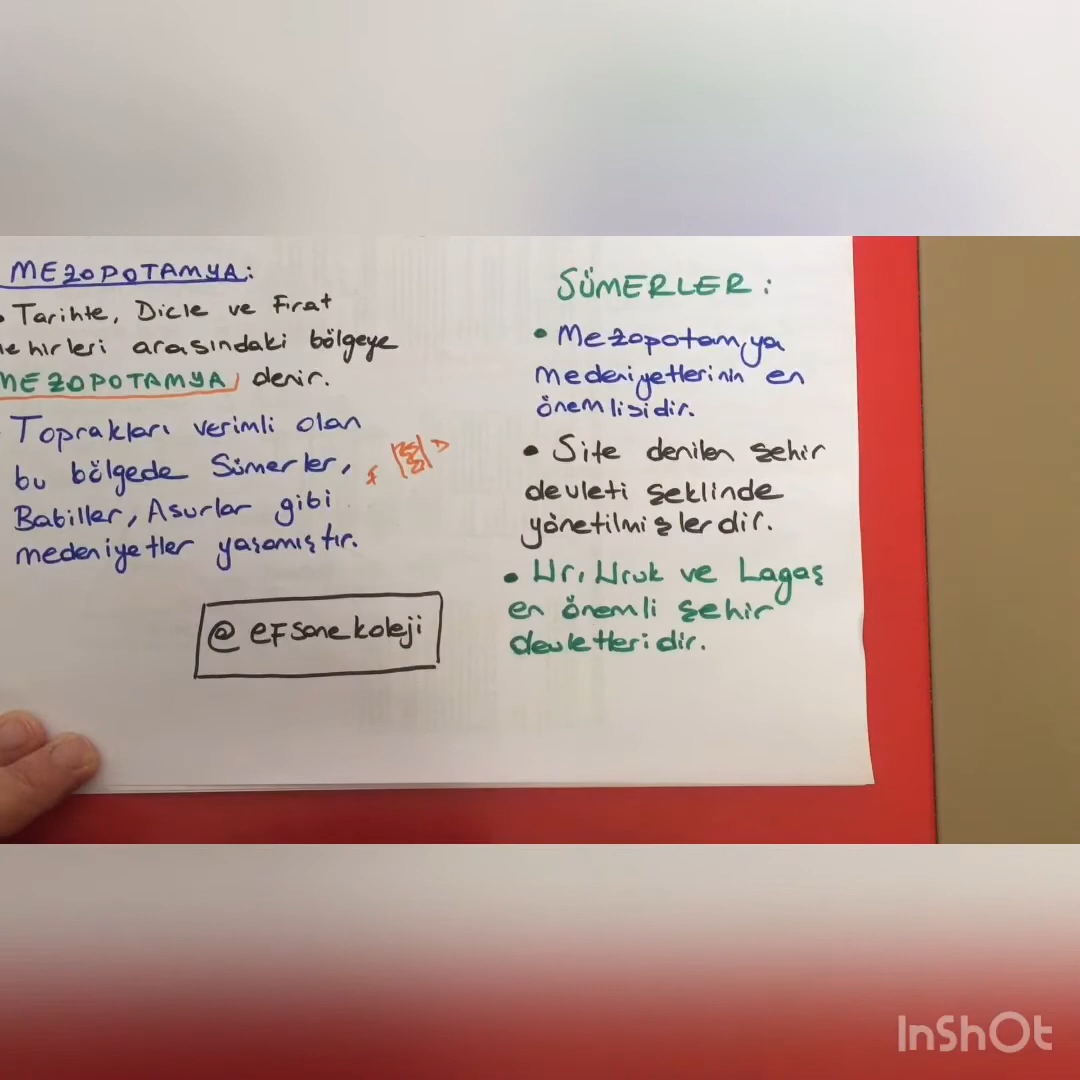 MEZOPOTAMYA:
Tarihte, Dicle ve Fırat
nehirleri arasındaki bölgeye
MEZOPOTAMYA denir.
Toprakları verimli olan
bu bölgede Sümerler,
Babiller, Asurlar gibi
medeniyetler yaşamıştır.
@efsanekoleji
SÜMERLER:
• Mezopotamya
medeniyetlerinin en
önemlisidir.
• Site denilen şehir
devleti şeklinde
yönetilmişlerdir.
• Ur, Uruk ve Lagaş
en önemli şehir
devletleridir.
InShOt